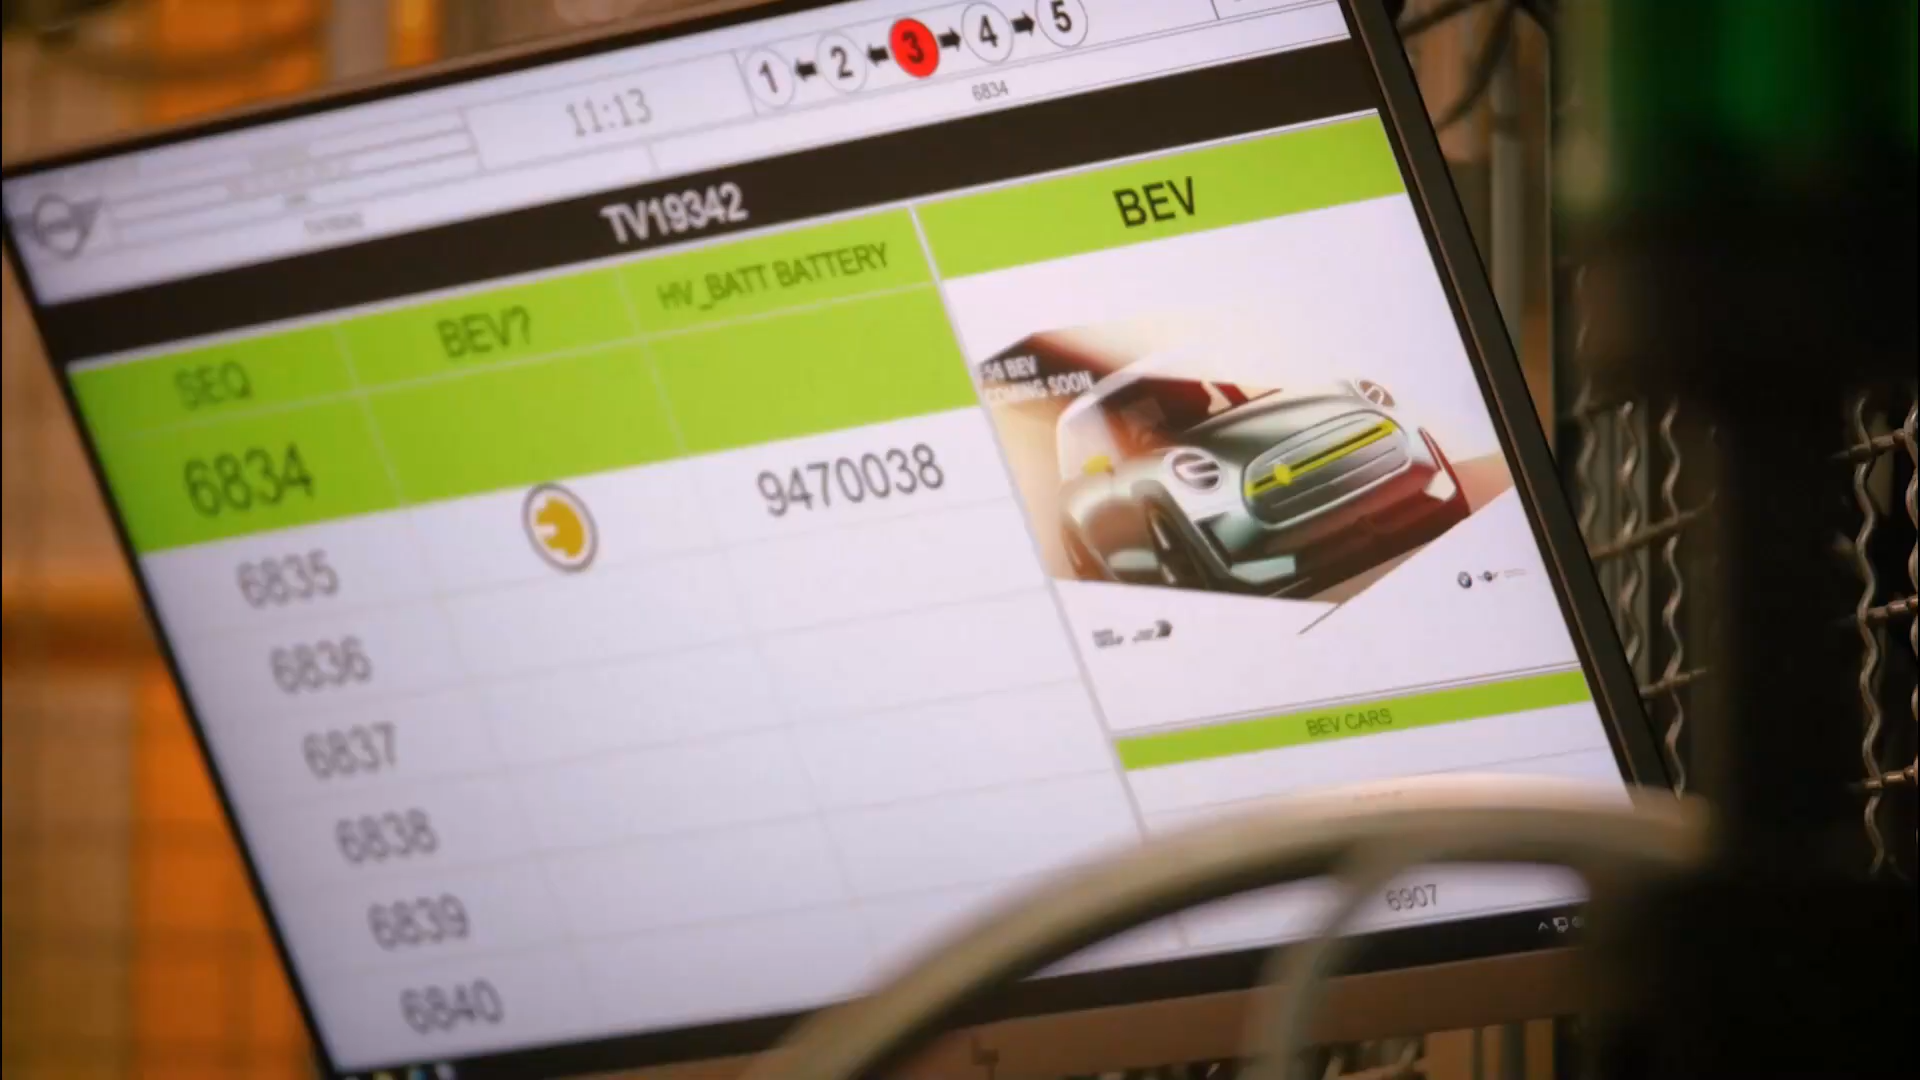 1 2 3 4 5
11:13
6834
TV19342
SEQ BEV? HV_BATT BATTERY BEV
6834
6835 9470038
6836
6837
6838
6839
6840
BEV
COMING SOON
BEV CARS
6907